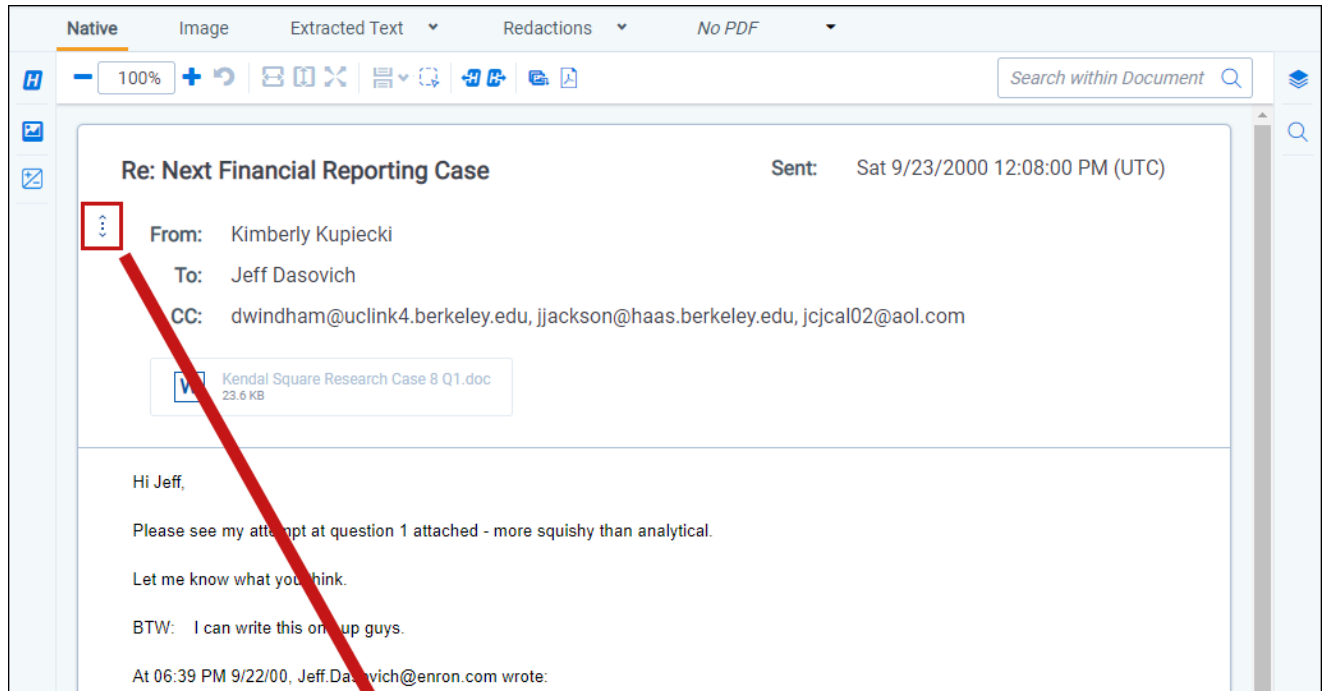 Native Image Extracted Text Redactions No PDF
H 100% H H Search within Document
Re: Next Financial Reporting Case Sent: Sat 9/23/2000 12:08:00 PM (UTC)
From: Kimberly Kupiecki
To: Jeff Dasovich
CC: dwindham@uclink4.berkeley.edu, jjackson@haas.berkeley.edu, jcjcal02@aol.com
W Kendal Square Research Case 8 Q1.doc
23.6 KB
Hi Jeff,
Please see my attempt at question 1 attached - more squishy than analytical.
Let me know what you think.
BTW: I can write this one up guys.
At 06:39 PM 9/22/00, Jeff.Dasovich@enron.com wrote: